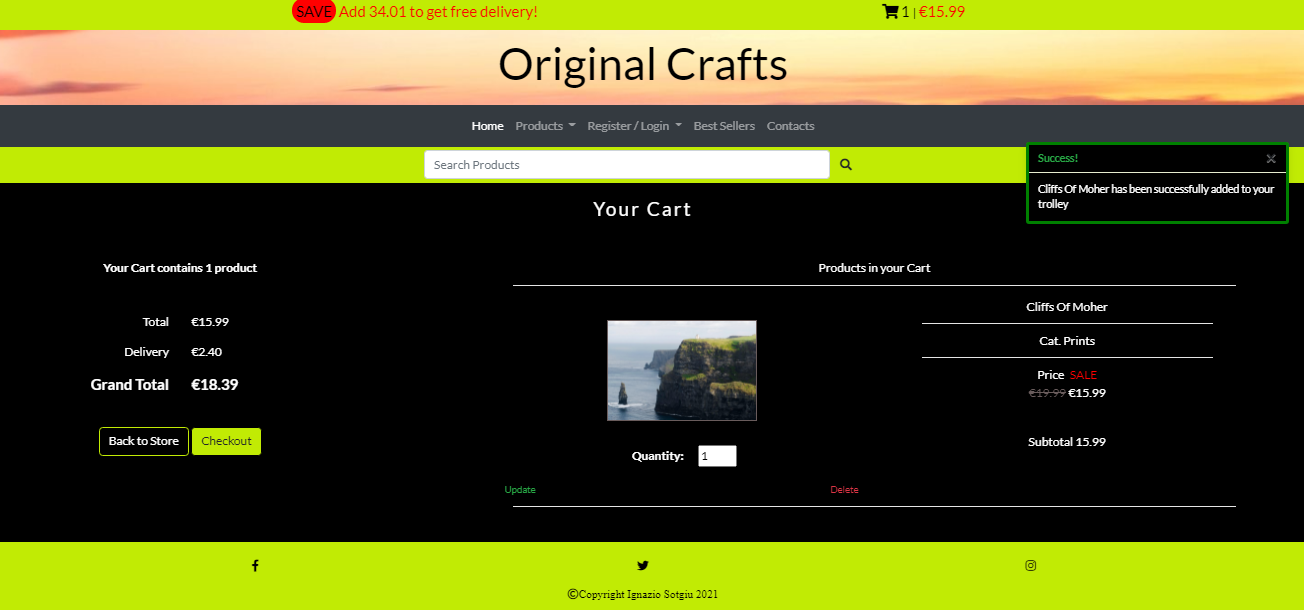 SAVE Add 34.01 to get free delivery!
1 | €15.99
Original Crafts
Home Products Register / Login Best Sellers Contacts
Search Products
Success! ×
Cliffs Of Moher has been successfully added to your
trolley
Your Cart
Your Cart contains 1 product
Total €15.99
Delivery €2.40
Grand Total €18.39
Back to Store Checkout
Products in your Cart
Cliffs Of Moher
Cat. Prints
Price SALE
€19.99 €15.99
Subtotal 15.99
Quantity: 1
Update Delete
©Copyright Ignazio Sotgiu 2021